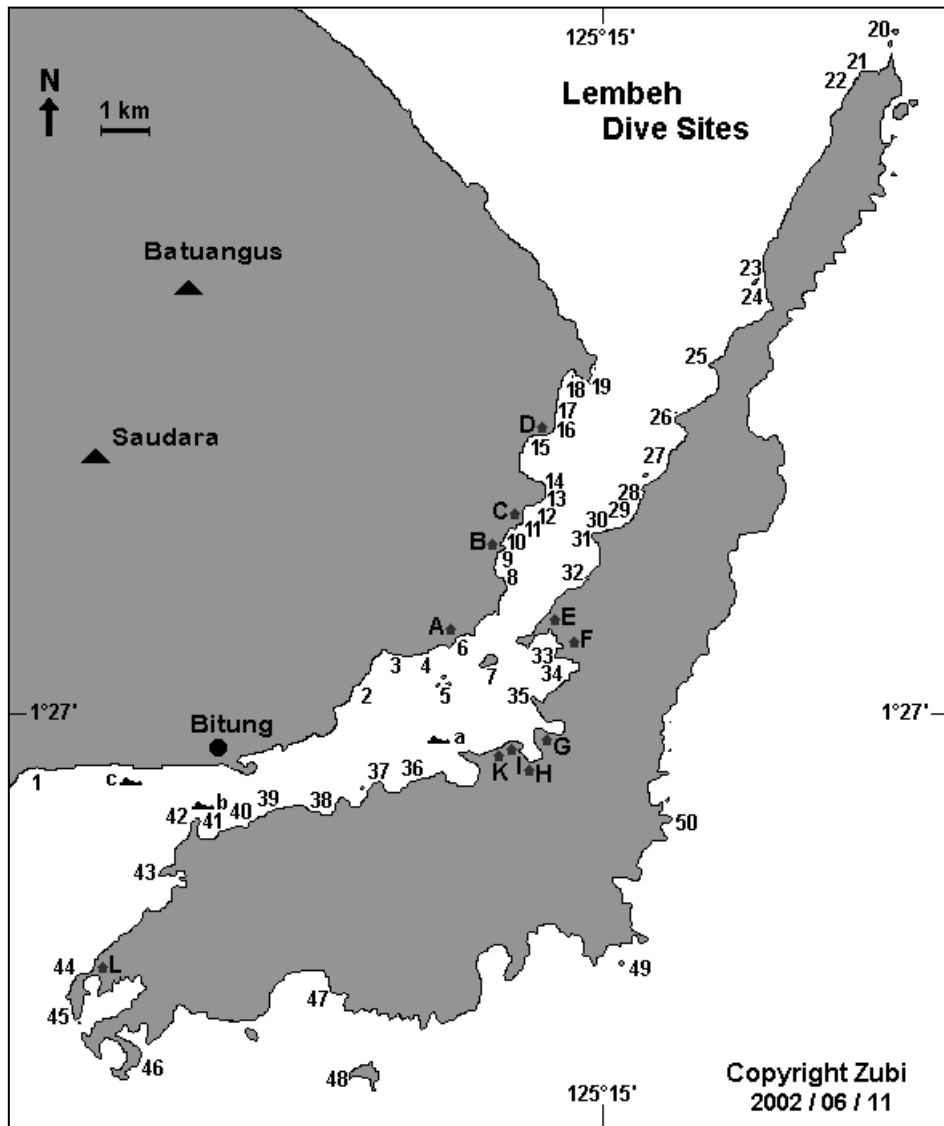 125°15'
20
N
21
22
1 km
Lembeh
Dive Sites
Batuangus
23
24
25
19
18
17
D
16
26
Saudara
15
27
14
28
13
C
12
29
11
30
B
10
31
9
8
32
E
A
6
F
3
4
33
7
34
5
2
35
1°27'
1°27'
Bitung
a
G
K
I
H
1
c
37
36
b
39
38
42
41
40
50
43
44
L
49
45
47
46
48
Copyright Zubi
125°15'
2002 / 06 / 11